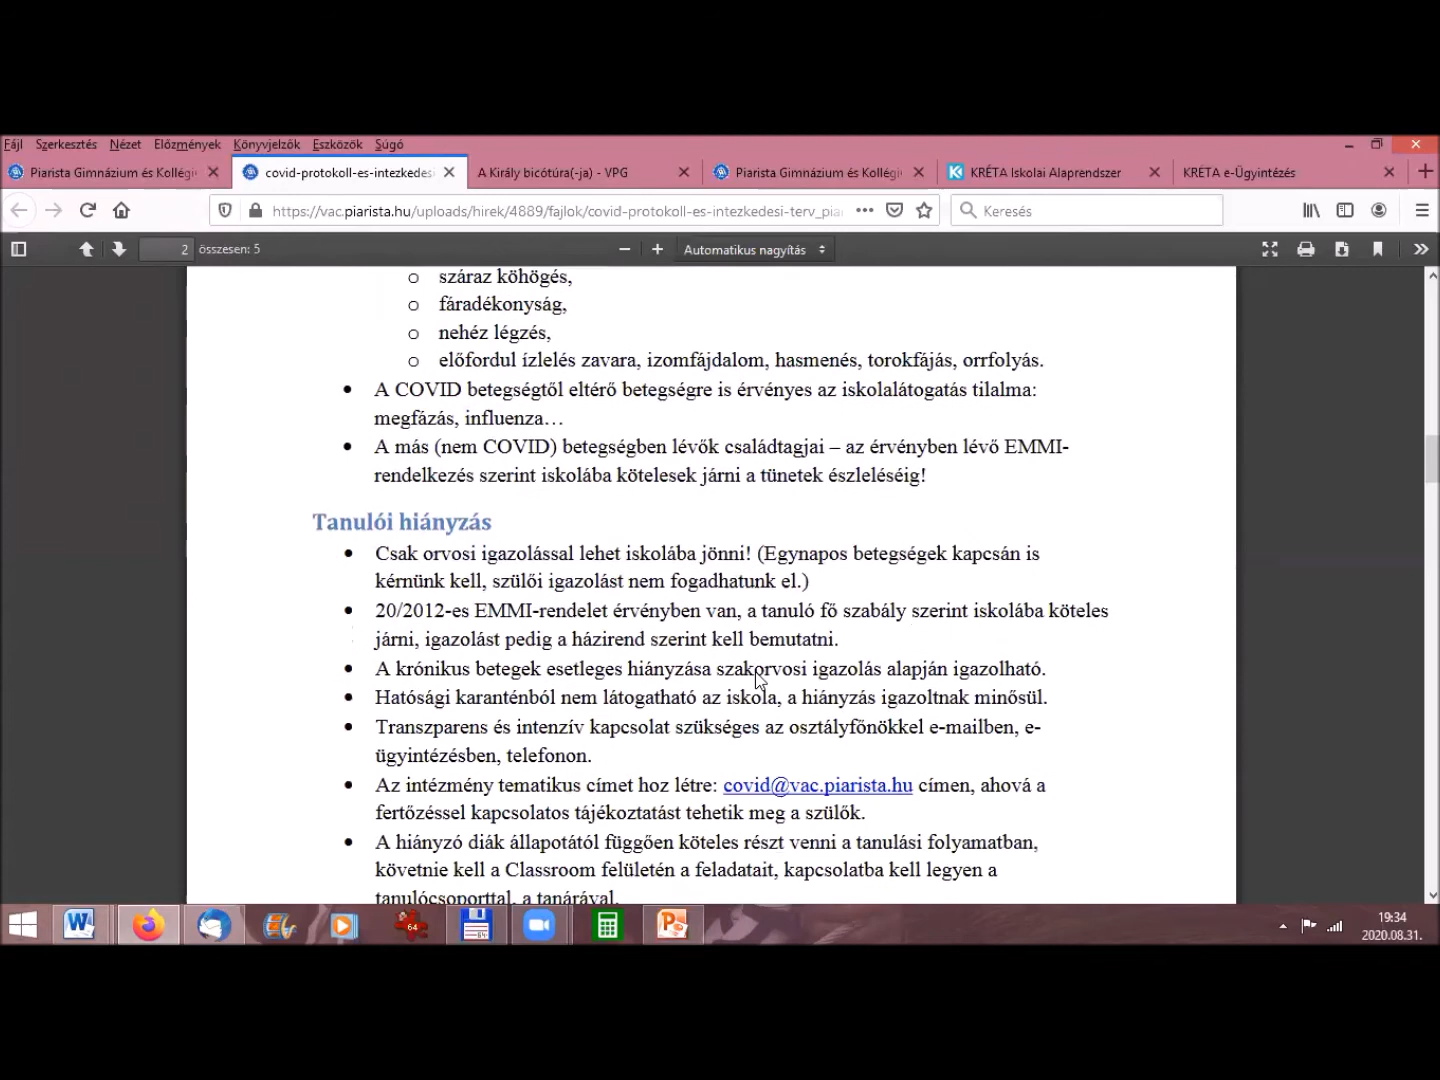 Fájl Szerkesztés Nézet Előzmények Könyvjelzők Eszközök Súgó
Piarista Gimnázium és Kollégi covid-protokoll-es-intezkedes A Király bicótúra(-ja) - VPG Piarista Gimnázium és Kollégi KRÉTA Iskolai Alaprendszer KRÉTA e-Ügyintézés
https://vac.piarista.hu/uploads/hirek/4889/fajlok/covid-protokoll-es-intezkedesi-terv_pia Keresés
2 összesen: 5 Automatikus nagyítás
o száraz köhögés,
o fáradékonyság,
o nehéz légzés,
o előfordul ízlelés zavara, izomfájdalom, hasmenés, torokfájás, orrfolyás.
• A COVID betegségtől eltérő betegségre is érvényes az iskolalátogatás tilalma:
megfázás, influenza…
• A más (nem COVID) betegségben lévők családtagjai – az érvényben lévő EMMI-
rendelkezés szerint iskolába kötelesek járni a tünetek észleléséig!
Tanulói hiányzás
• Csak orvosi igazolással lehet iskolába jönni! (Egynapos betegségek kapcsán is
kérnünk kell, szülői igazolást nem fogadhatunk el.)
• 20/2012-es EMMI-rendelet érvényben van, a tanuló fő szabály szerint iskolába köteles
járni, igazolást pedig a házirend szerint kell bemutatni.
• A krónikus betegek esetleges hiányzása szakorvosi igazolás alapján igazolható.
• Hatósági karanténból nem látogatható az iskola, a hiányzás igazoltnak minősül.
• Transzparens és intenzív kapcsolat szükséges az osztályfőnökkel e-mailben, e-
ügyintézésben, telefonon.
• Az intézmény tematikus címet hoz létre: covid@vac.piarista.hu címen, ahová a
fertőzéssel kapcsolatos tájékoztatást tehetik meg a szülők.
• A hiányzó diák állapotától függően köteles részt venni a tanulási folyamatban,
követnie kell a Classroom felületén a feladatait, kapcsolatba kell legyen a
tanulócsoporttal, a tanárával.
64
19:34
2020.08.31.